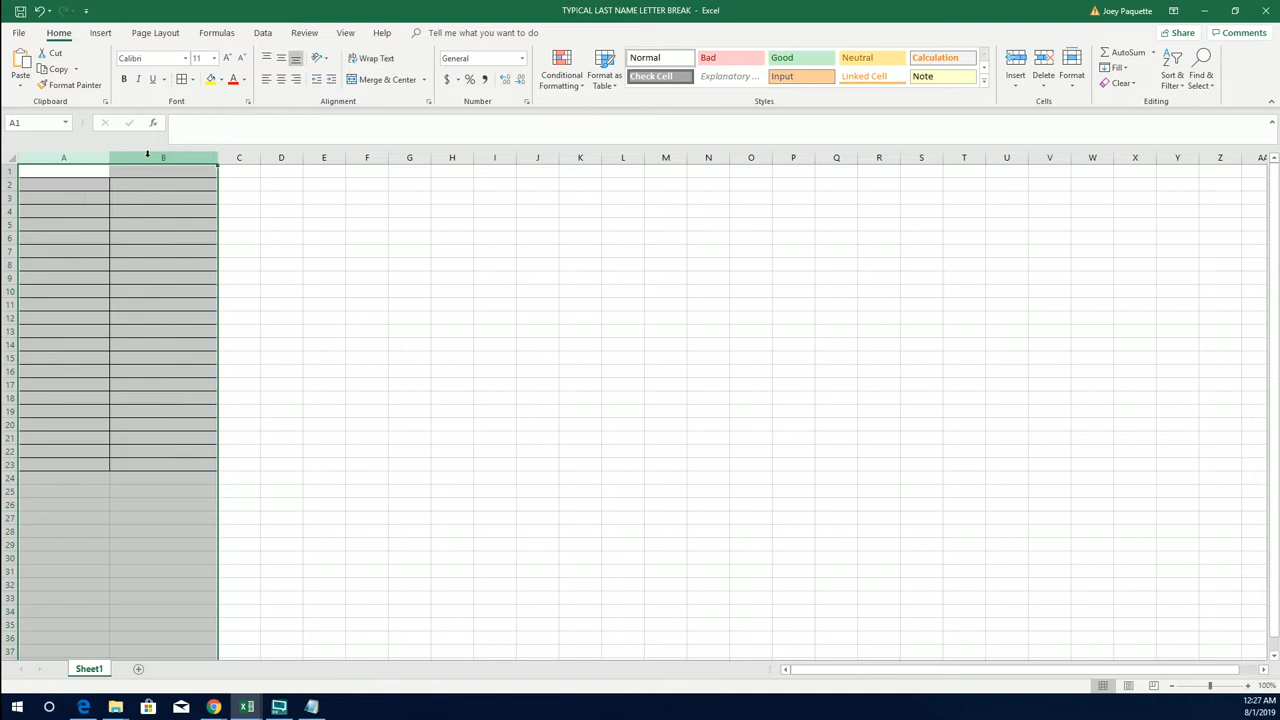 TYPICAL LAST NAME LETTER BREAK - Excel
Joey Paquette
File Home Insert Page Layout Formulas Data Review View Help Tell me what you want to do
Share Comments
Paste
Cut
Copy
Format Painter
Clipboard
Calibri 11
B I U
Font
Wrap Text
Merge & Center
Alignment
General
$ % ,
Number
Conditional Formatting
Format as Table
Normal Bad Good Neutral Calculation
Check Cell Explanatory ... Input Linked Cell Note
Styles
Insert Delete Format
Cells
AutoSum
Fill
Clear
Sort & Filter
Find & Select
Editing
A1 fx
A B C D E F G H I J K L M N O P Q R S T U V W X Y Z AA
1
2
3
4
5
6
7
8
9
10
11
12
13
14
15
16
17
18
19
20
21
22
23
24
25
26
27
28
29
30
31
32
33
34
35
36
37
Sheet1
100%
12:27 AM
8/1/2019